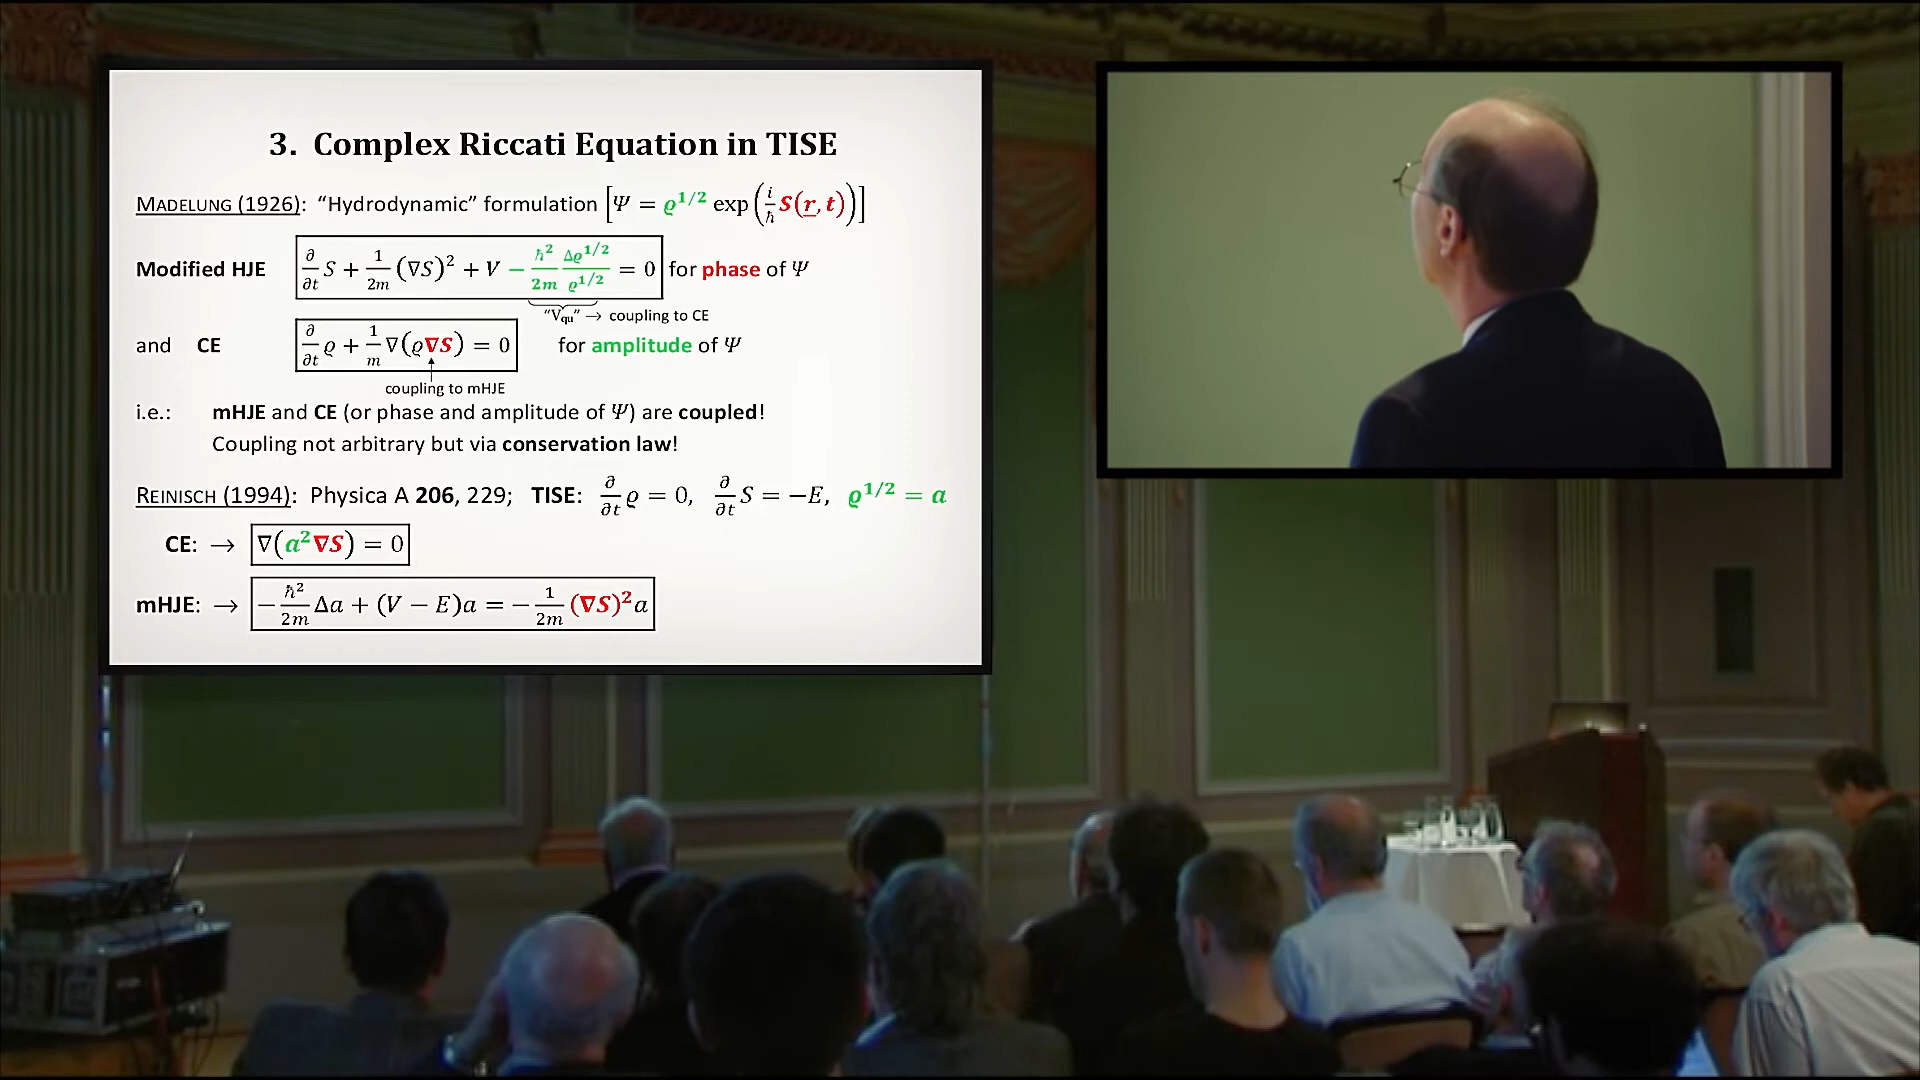 3. Complex Riccati Equation in TISE
MADELUNG (1926): “Hydrodynamic” formulation [Ψ = ϱ^1/2 exp(i/ℏ S(r, t))]
Modified HJE ∂/∂t S + 1/2m (∇S)² + V − ℏ²/2m Δϱ^1/2/ϱ^1/2 = 0 for phase of Ψ
“V_qu” → coupling to CE
and CE ∂/∂t ϱ + 1/m ∇(ϱ∇S) = 0 for amplitude of Ψ
coupling to mHJE
i.e.: mHJE and CE (or phase and amplitude of Ψ) are coupled!
Coupling not arbitrary but via conservation law!
REINISCH (1994): Physica A 206, 229; TISE: ∂/∂t ϱ = 0, ∂/∂t S = −E, ϱ^1/2 = a
CE: → ∇(a²∇S) = 0
mHJE: → −ℏ²/2m Δa + (V − E)a = −1/2m (∇S)²a